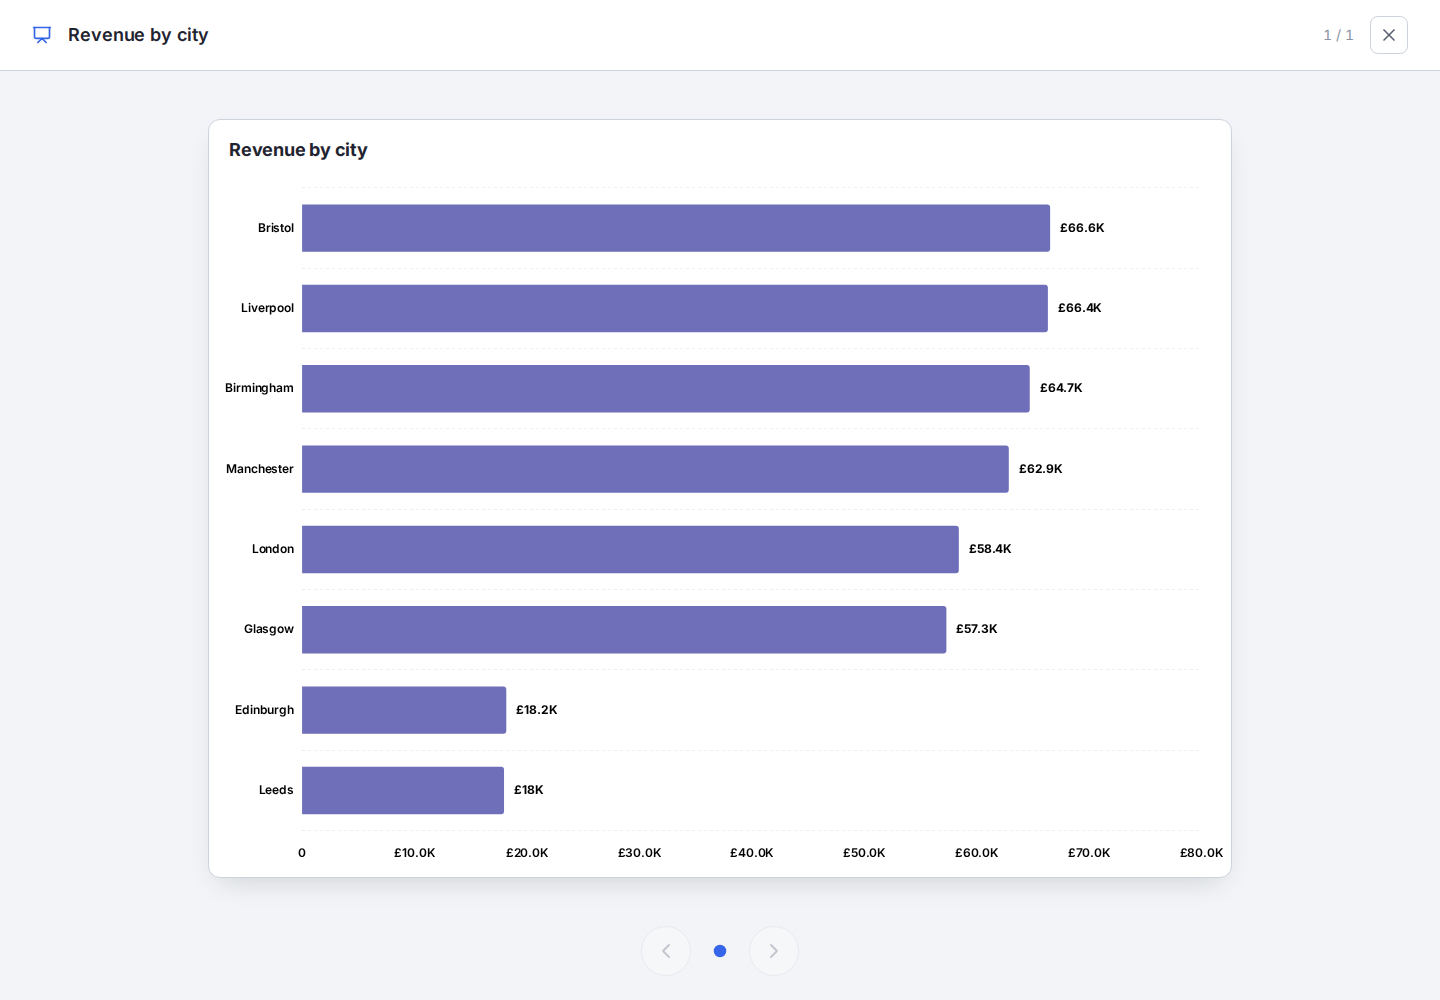 Revenue by city
1 / 1
Revenue by city
Bristol £66.6K
Liverpool £66.4K
Birmingham £64.7K
Manchester £62.9K
London £58.4K
Glasgow £57.3K
Edinburgh £18.2K
Leeds £18K
0 £10.0K £20.0K £30.0K £40.0K £50.0K £60.0K £70.0K £80.0K